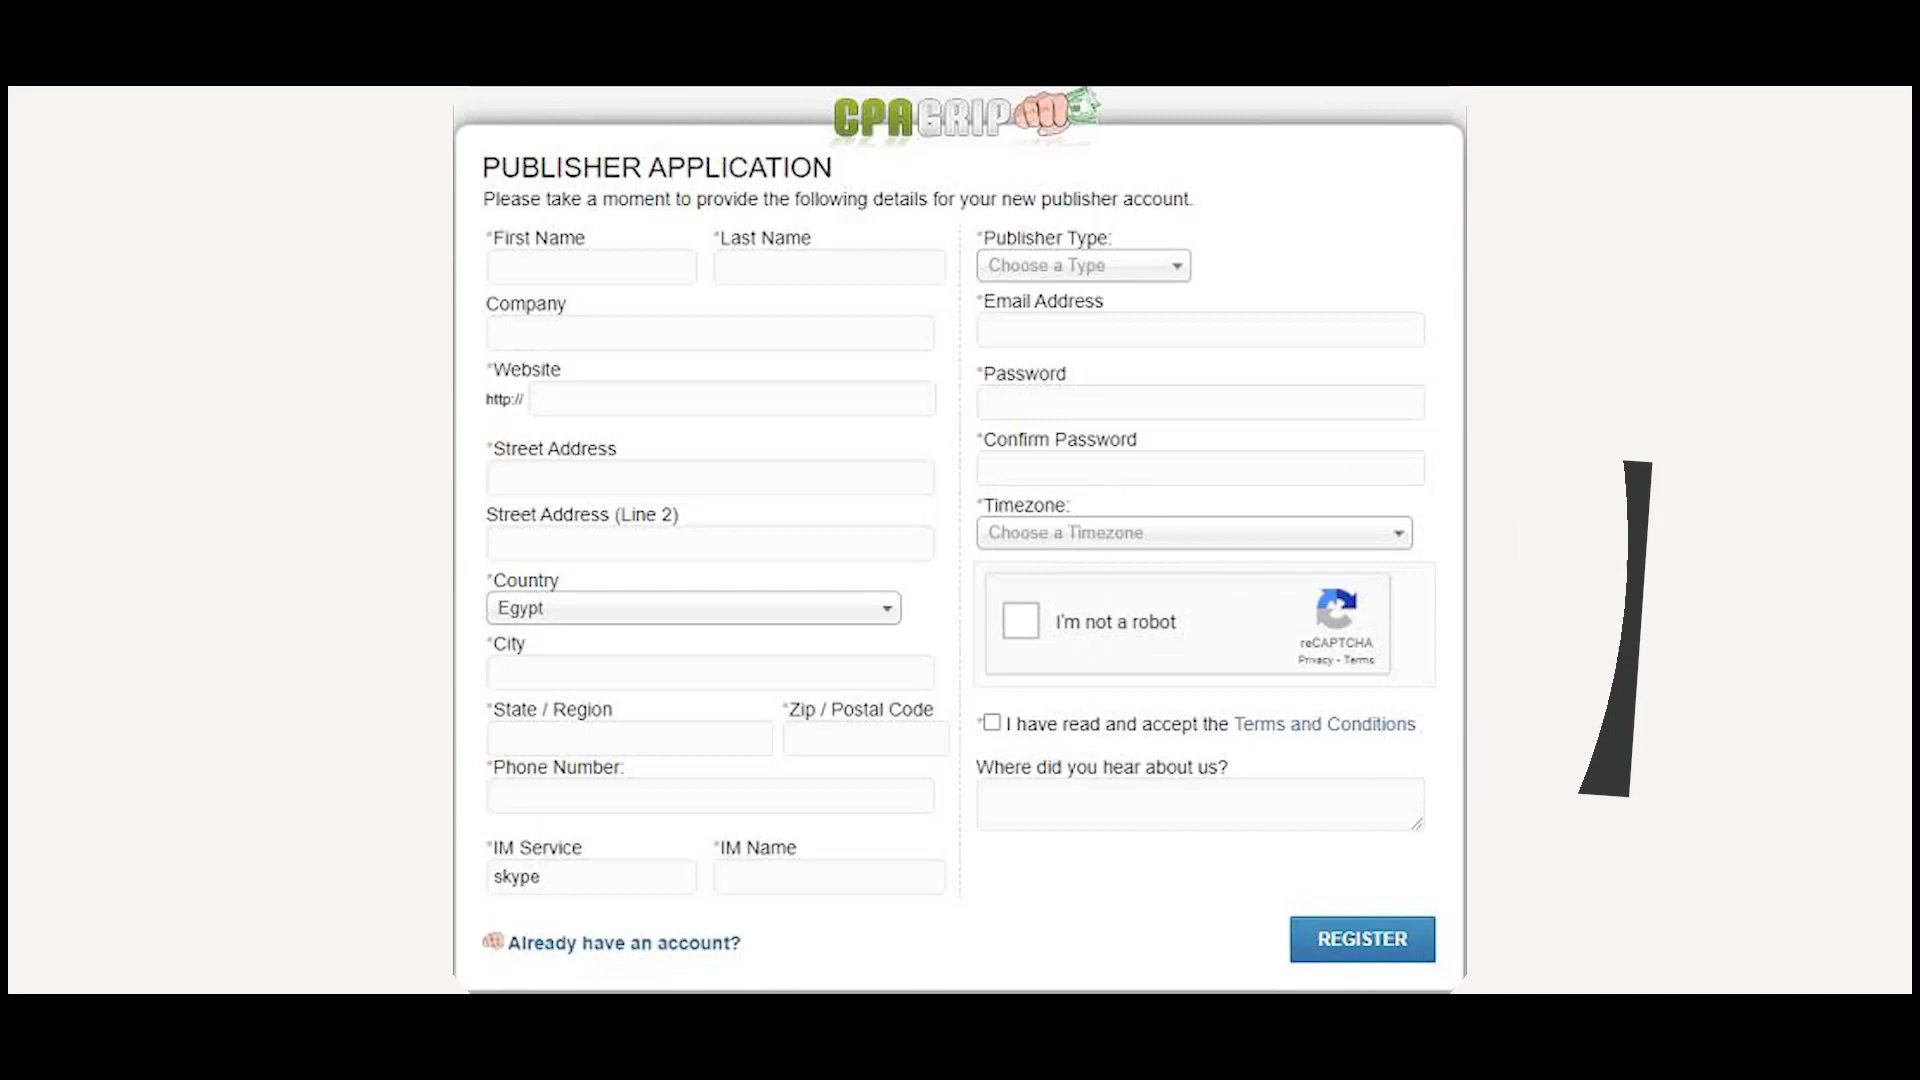 CPAGRIP
PUBLISHER APPLICATION
Please take a moment to provide the following details for your new publisher account.
*First Name
*Last Name
Company
*Website
http://
*Street Address
Street Address (Line 2)
*Country
Egypt
*City
*State / Region
*Zip / Postal Code
*Phone Number:
*IM Service
*IM Name
skype
Already have an account?
*Publisher Type:
Choose a Type
*Email Address
*Password
*Confirm Password
*Timezone:
Choose a Timezone
I'm not a robot
reCAPTCHA
Privacy - Terms
*I have read and accept the Terms and Conditions
Where did you hear about us?
REGISTER